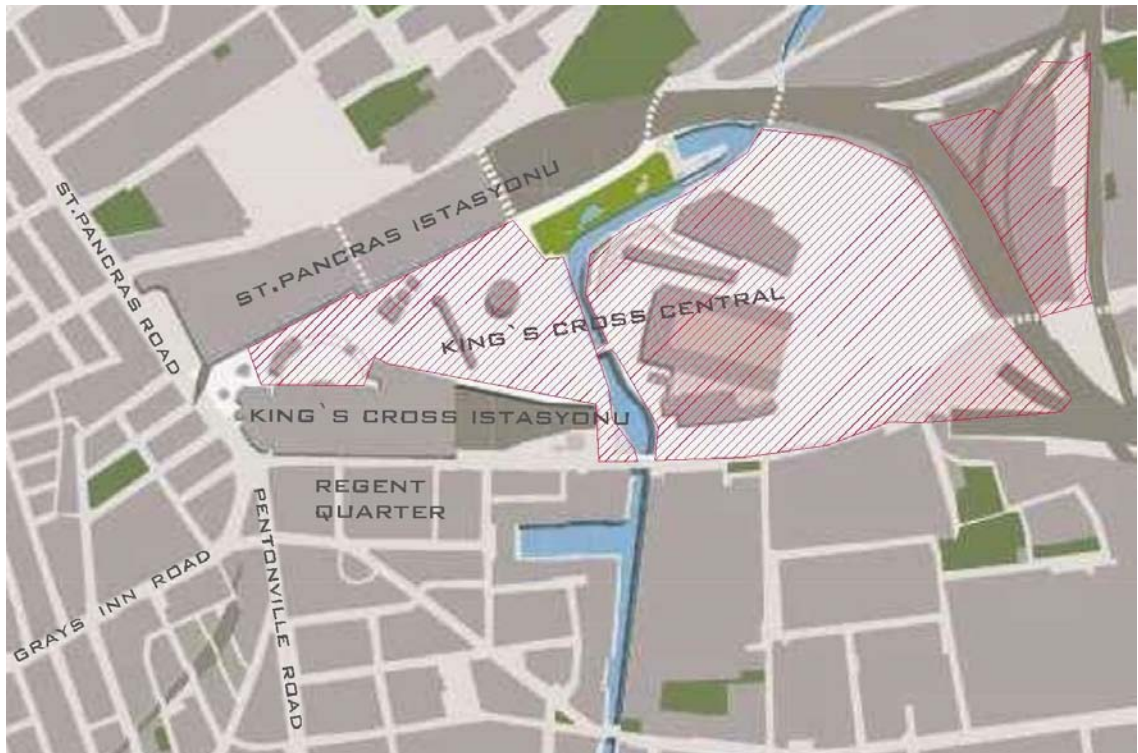 ST.PANCRAS ISTASYONU
ST.PANCRAS ROAD
KING`S CROSS CENTRAL
KING`S CROSS ISTASYONU
REGENT
QUARTER
PENTONVILLE ROAD
GRAYS INN ROAD